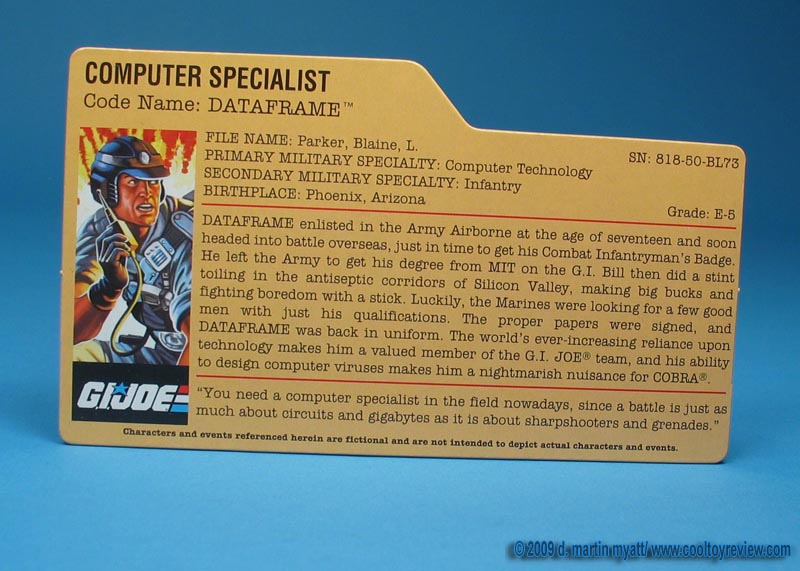 COMPUTER SPECIALIST
Code Name: DATAFRAME™
FILE NAME: Parker, Blaine, L.
SN: 818-50-BL73
PRIMARY MILITARY SPECIALTY: Computer Technology
SECONDARY MILITARY SPECIALTY: Infantry
BIRTHPLACE: Phoenix, Arizona
Grade: E-5
DATAFRAME enlisted in the Army Airborne at the age of seventeen and soon
headed into battle overseas, just in time to get his Combat Infantryman's Badge.
He left the Army to get his degree from MIT on the G.I. Bill then did a stint
toiling in the antiseptic corridors of Silicon Valley, making big bucks and
fighting boredom with a stick. Luckily, the Marines were looking for a few good
men with just his qualifications. The proper papers were signed, and
DATAFRAME was back in uniform. The world's ever-increasing reliance upon
technology makes him a valued member of the G.I. JOE® team, and his ability
to design computer viruses makes him a nightmarish nuisance for COBRA®.
GI JOE
"You need a computer specialist in the field nowadays, since a battle is just as
much about circuits and gigabytes as it is about sharpshooters and grenades."
Characters and events referenced herein are fictional and are not intended to depict actual characters and events.
©2009 d. martin myatt/ www.cooltoyreview.com